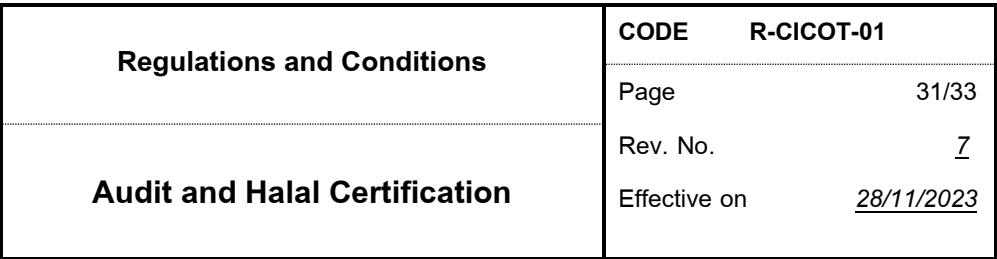 Regulations and Conditions
Audit and Halal Certification
CODE R-CICOT-01
Page 31/33
Rev. No. 7
Effective on 28/11/2023